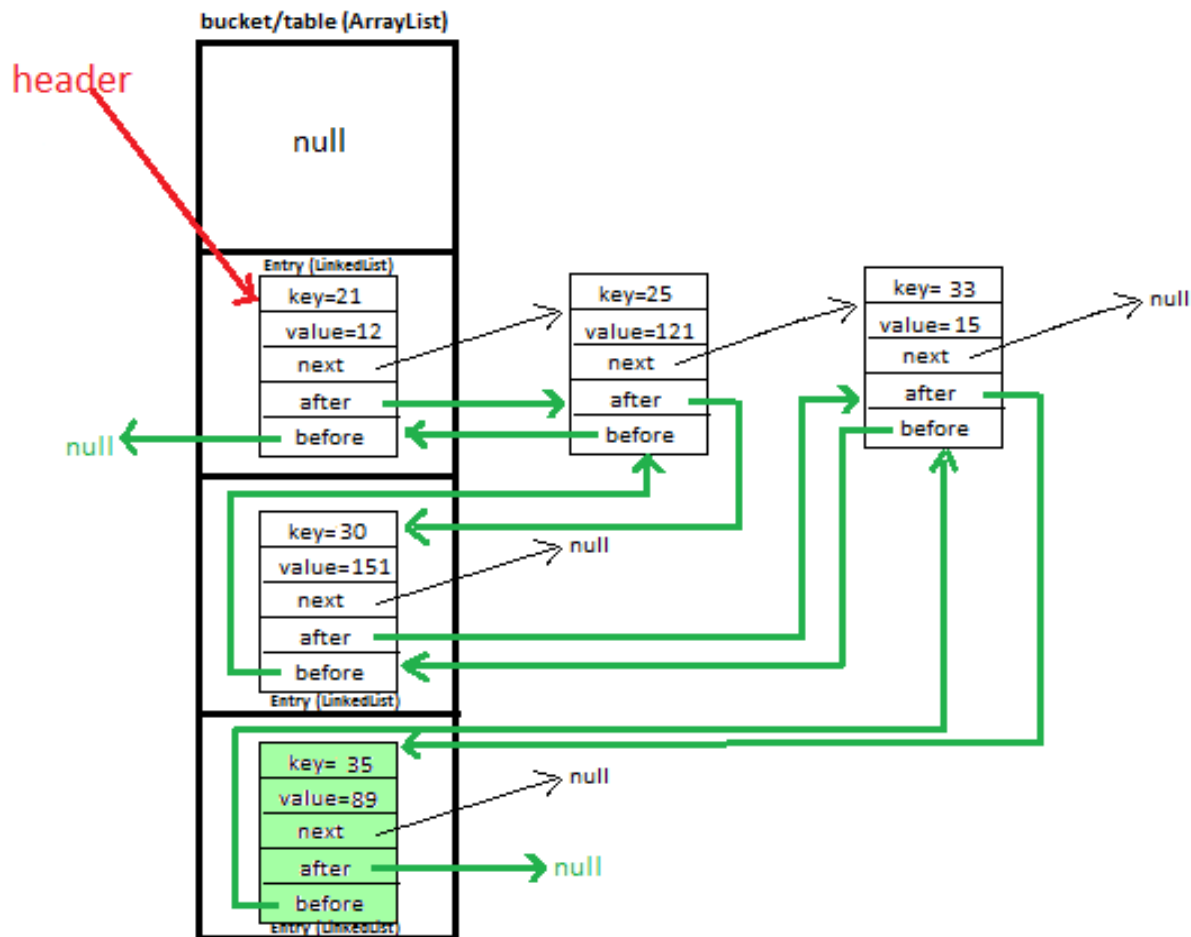 bucket/table (ArrayList)
header
null
Entry (LinkedList)
key=21
value=12
next
after
before
null
key=25
value=121
next
after
before
key= 33
value= 15
next
after
before
null
key= 30
value=151
next
after
before
Entry (LinkedList)
null
key= 35
value=89
next
after
before
Entry (LinkedList)
null
null